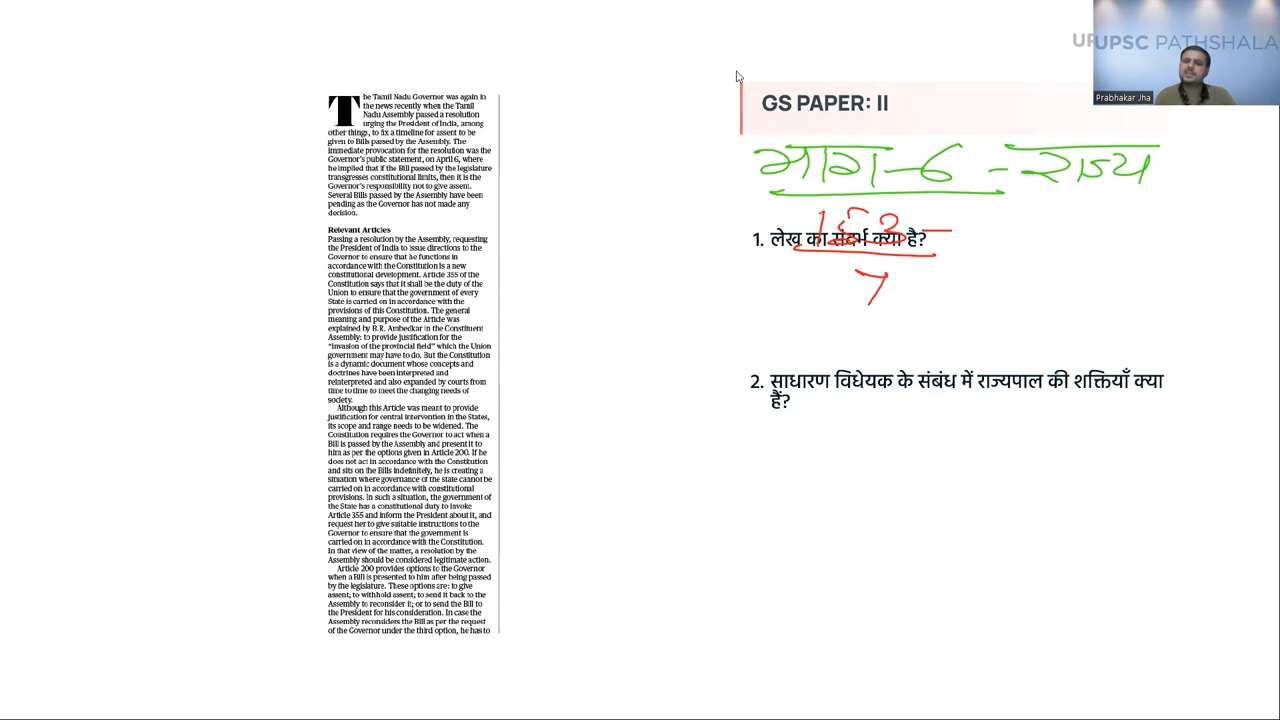 UPSC PATHSHALA
Prabhakar Jha
The Tamil Nadu Governor was again in
the news recently when the Tamil
Nadu Assembly passed a resolution
urging the President of India, among
other things, to fix a timeline for assent to be
given to Bills passed by the Assembly. The
immediate provocation for the resolution was the
Governor's public statement, on April 6, where
he implied that if the Bill passed by the legislature
transgresses constitutional limits, then it is the
Governor's responsibility not to give assent.
Several Bills passed by the Assembly have been
pending as the Governor has not made any
decision.
Relevant Articles
Passing a resolution by the Assembly, requesting
the President of India to issue directions to the
Governor to ensure that he functions in
accordance with the Constitution is a new
constitutional development. Article 355 of the
Constitution says that it shall be the duty of the
Union to ensure that the government of every
State is carried on in accordance with the
provisions of this Constitution. The general
meaning and purpose of the Article was
explained by B.R. Ambedkar in the Constituent
Assembly: to provide justification for the
"invasion of the provincial field" which the Union
government may have to do. But the Constitution
is a dynamic document whose concepts and
doctrines have been interpreted and
reinterpreted and also expanded by courts from
time to time to meet the changing needs of
society.
Although this Article was meant to provide
justification for central intervention in the States,
its scope and range needs to be widened. The
Constitution requires the Governor to act when a
Bill is passed by the Assembly and present it to
him as per the options given in Article 200. If he
does not act in accordance with the Constitution
and sits on the Bills indefinitely, he is creating a
situation where governance of the state cannot be
carried on in accordance with constitutional
provisions. In such a situation, the government of
the State has a constitutional duty to invoke
Article 355 and inform the President about it, and
request her to give suitable instructions to the
Governor to ensure that the government is
carried on in accordance with the Constitution.
In that view of the matter, a resolution by the
Assembly should be considered legitimate action.
Article 200 provides options to the Governor
when a Bill is presented to him after being passed
by the legislature. These options are: to give
assent; to withhold assent; to send it back to the
Assembly to reconsider it; or to send the Bill to
the President for his consideration. In case the
Assembly reconsiders the Bill as per the request
of the Governor under the third option, he has to
GS PAPER: II
भाग-6 - राज्य
153 -
1. लेख का संदर्भ क्या है?
7
2. साधारण विधेयक के संबंध में राज्यपाल की शक्तियाँ क्या
हैं?